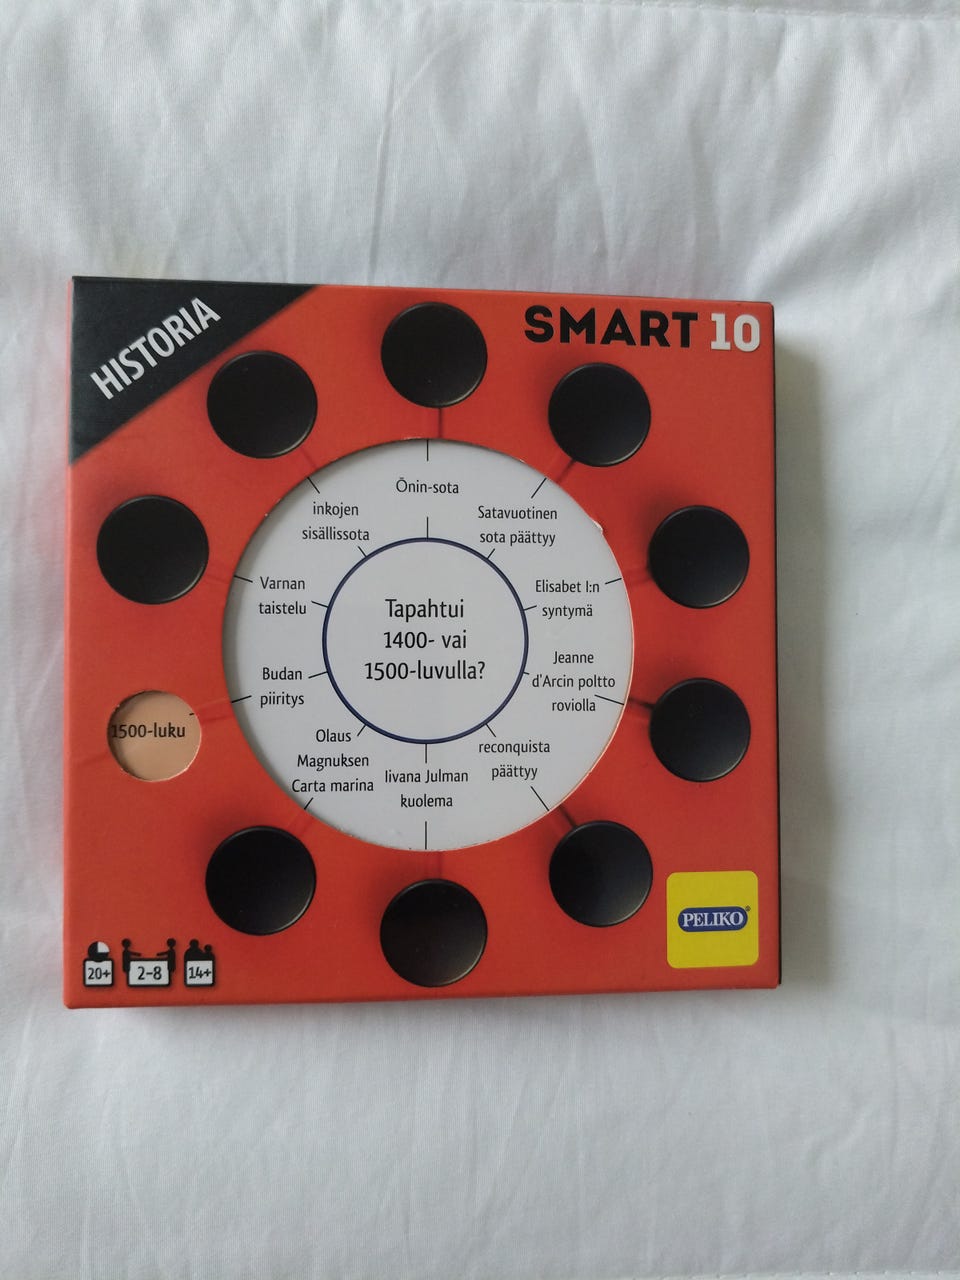 HISTORIA
SMART 10
Ōnin-sota
Satavuotinen
sota päättyy
Elisabet I:n
syntymä
Jeanne
d'Arcin poltto
roviolla
reconquista
päättyy
Iivana Julman
kuolema
Olaus
Magnuksen
Carta marina
Budan
piiritys
Varnan
taistelu
inkojen
sisällissota
Tapahtui
1400- vai
1500-luvulla?
1500-luku
20+
2–8
14+
PELIKO®